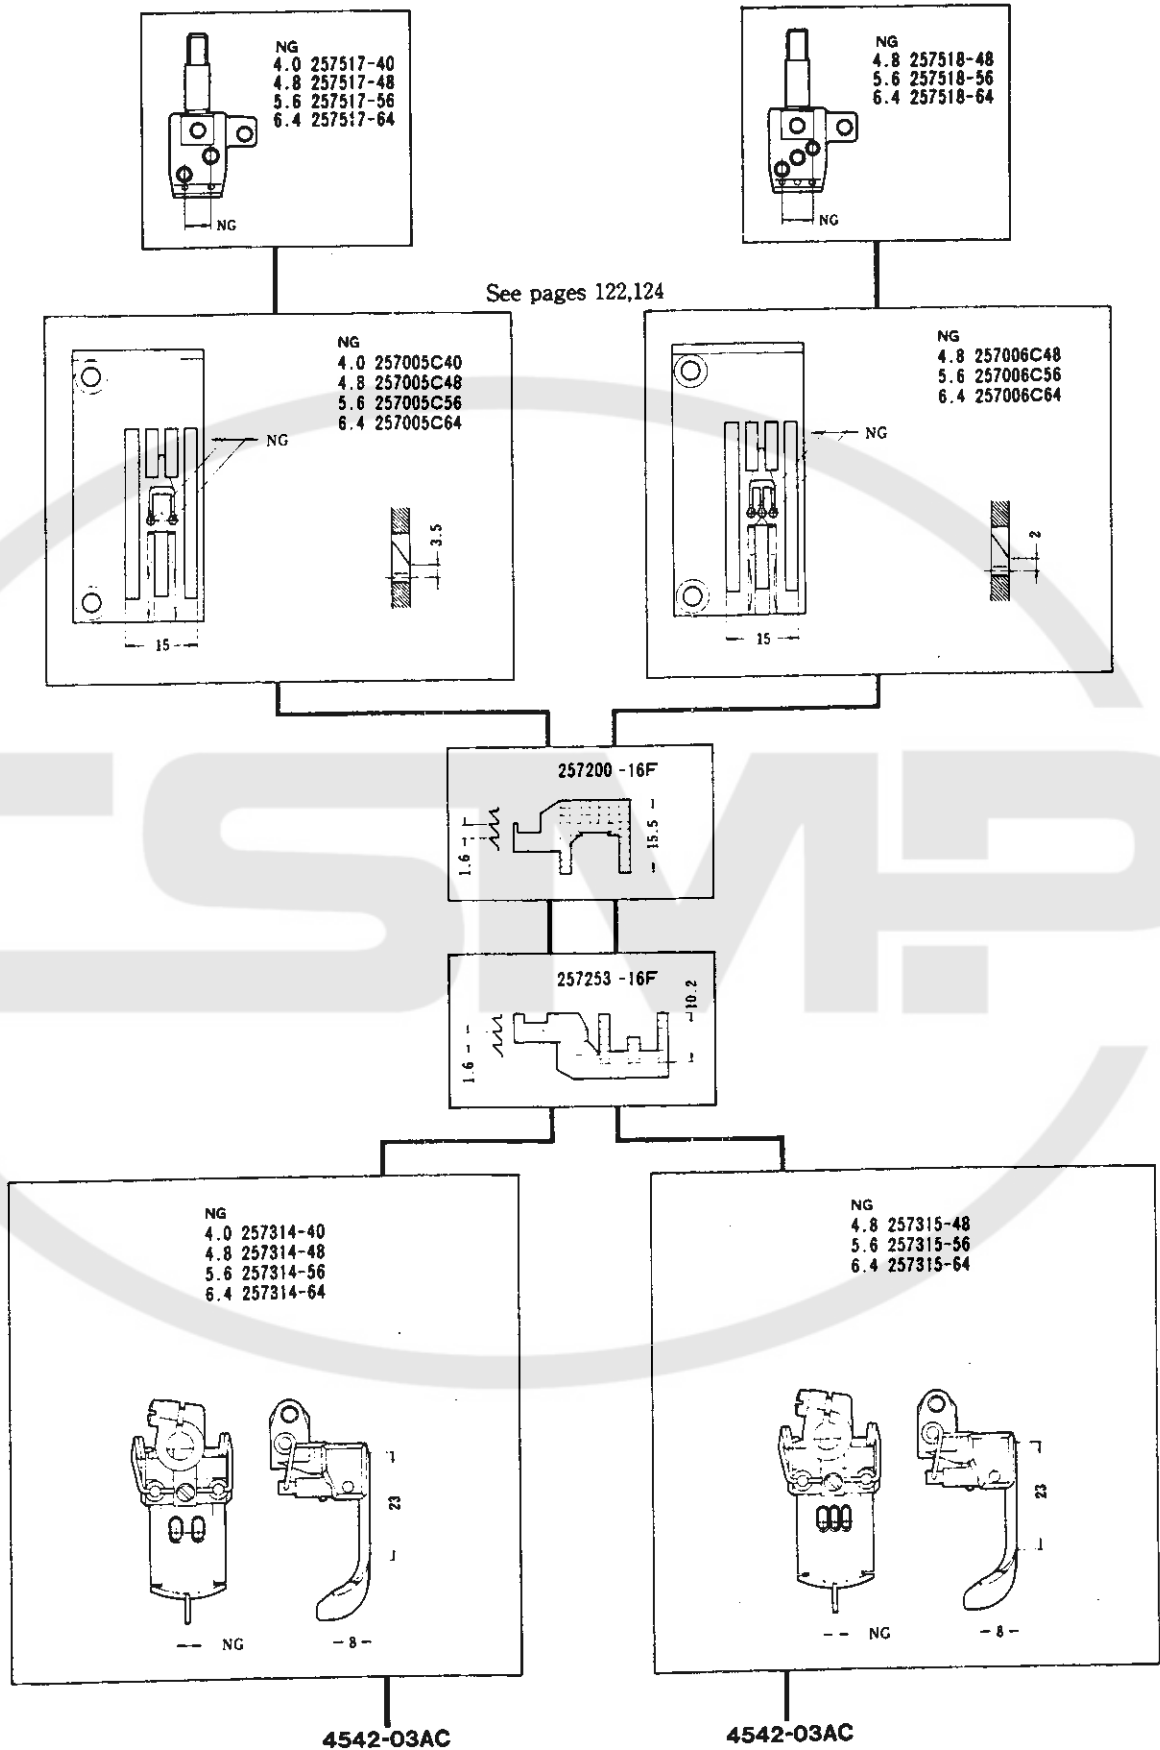 NG
4.0 257517-40
4.8 257517-48
5.6 257517-56
6.4 257517-64
NG
NG
4.8 257518-48
5.6 257518-56
6.4 257518-64
NG
See pages 122,124
NG
4.0 257005C40
4.8 257005C48
5.6 257005C56
6.4 257005C64
NG
3.5
15
NG
4.8 257006C48
5.6 257006C56
6.4 257006C64
NG
2
15
257200 -16F
1.6
15.5
257253 -16F
1.6
10.2
NG
4.0 257314-40
4.8 257314-48
5.6 257314-56
6.4 257314-64
23
NG
8
NG
4.8 257315-48
5.6 257315-56
6.4 257315-64
23
NG
8
4542-03AC
4542-03AC
SMP